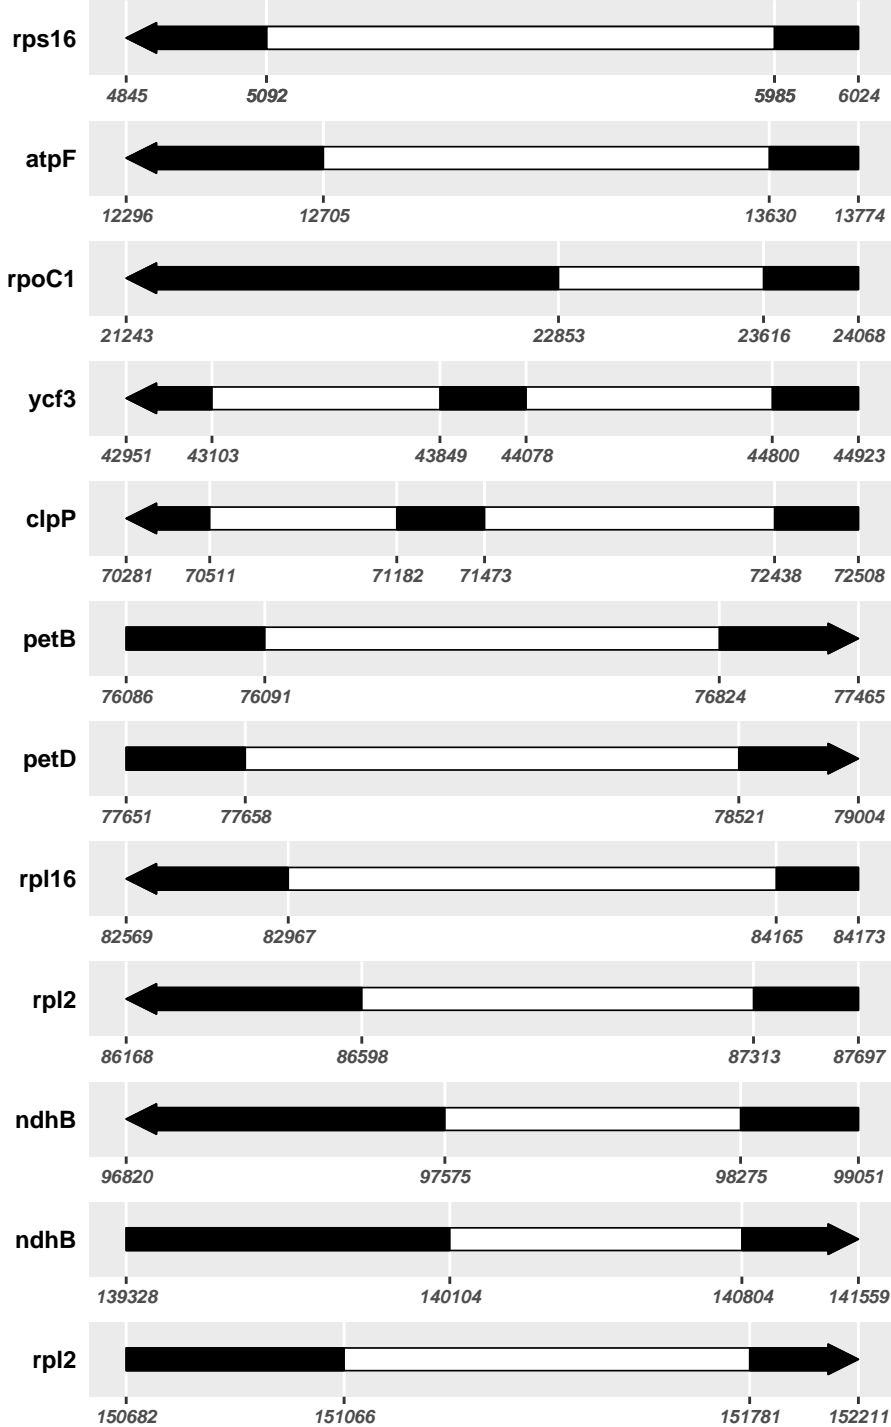 rps16
4845 5092 5985 6024
atpF
12296 12705 13630 13774
rpoC1
21243 22853 23616 24068
ycf3
42951 43103 43849 44078 44800 44923
clpP
70281 70511 71182 71473 72438 72508
petB
76086 76091 76824 77465
petD
77651 77658 78521 79004
rpl16
82569 82967 84165 84173
rpl2
86168 86598 87313 87697
ndhB
96820 97575 98275 99051
ndhB
139328 140104 140804 141559
rpl2
150682 151066 151781 152211